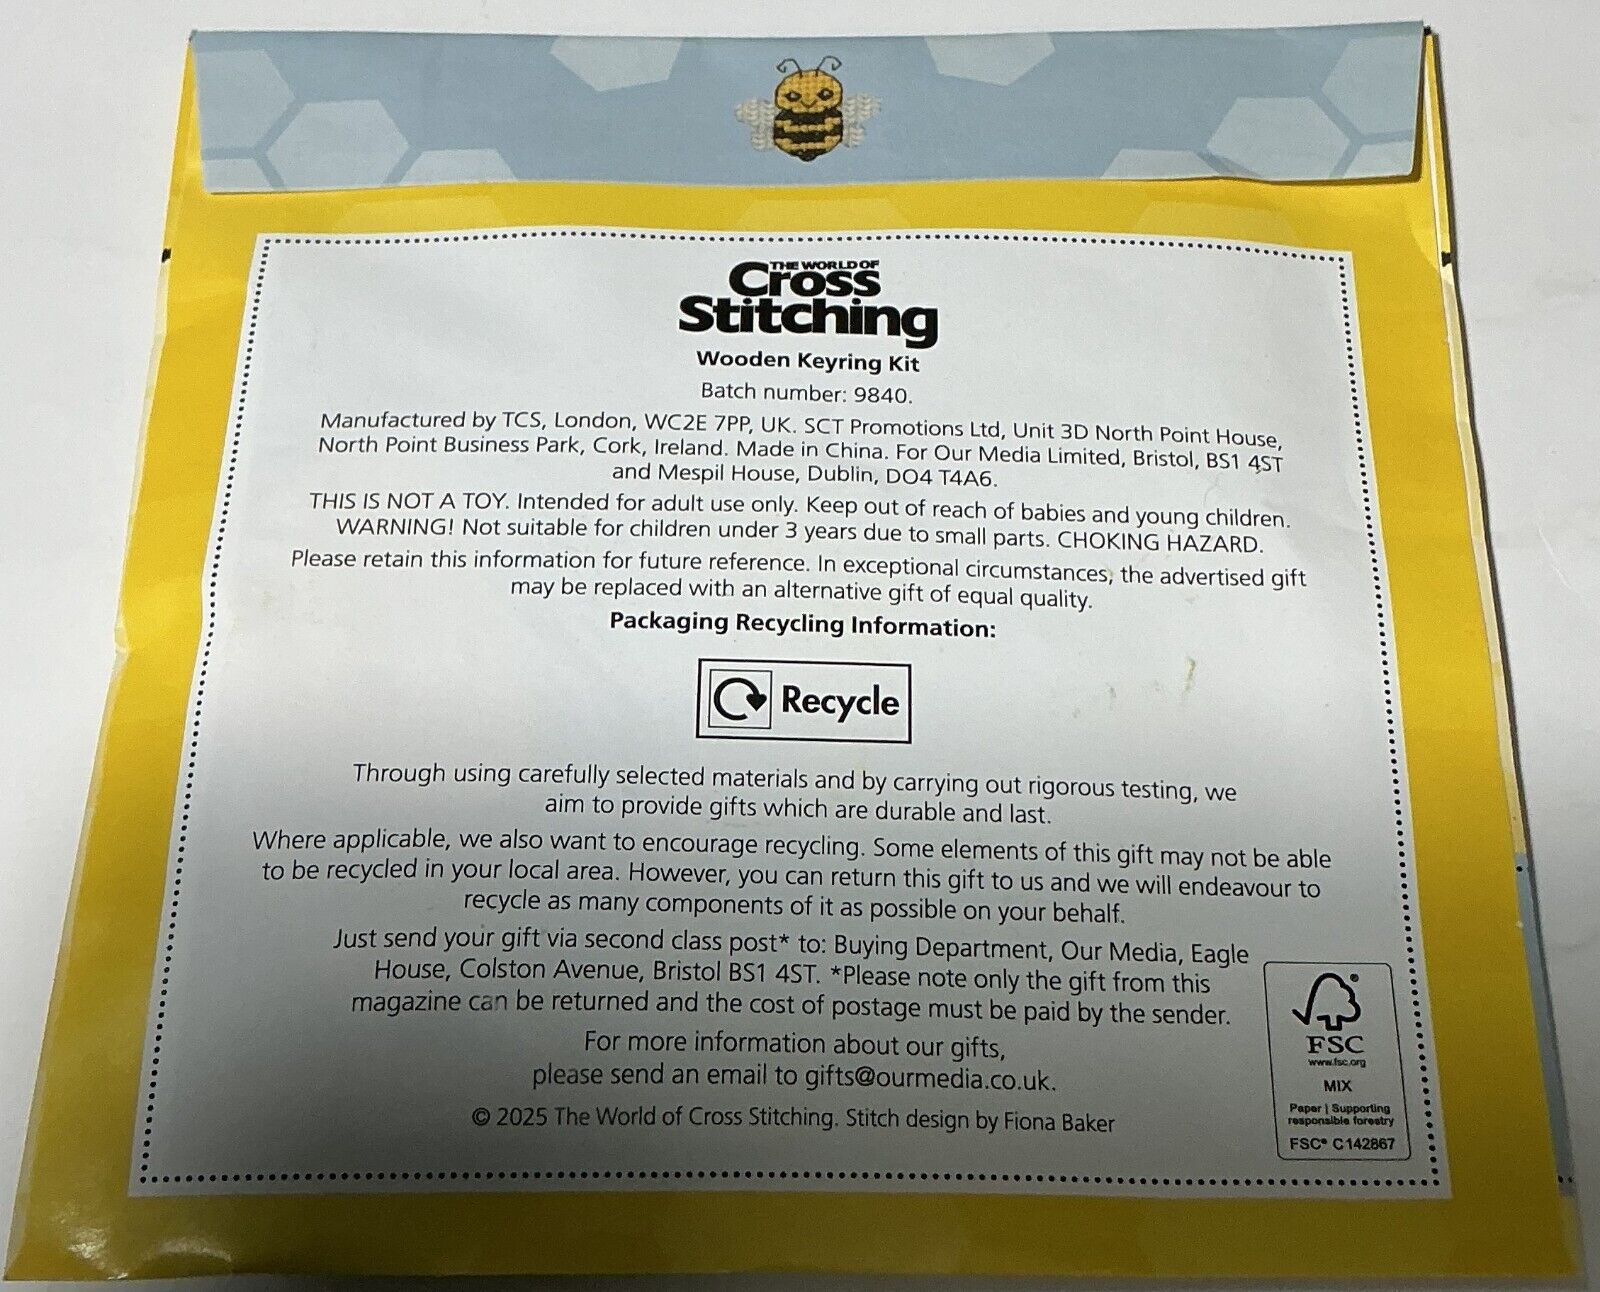 THE WORLD OF
Cross
Stitching
Wooden Keyring Kit
Batch number: 9840.
Manufactured by TCS, London, WC2E 7PP, UK. SCT Promotions Ltd, Unit 3D North Point House,
North Point Business Park, Cork, Ireland. Made in China. For Our Media Limited, Bristol, BS1 4ST
and Mespil House, Dublin, DO4 T4A6.
THIS IS NOT A TOY. Intended for adult use only. Keep out of reach of babies and young children.
WARNING! Not suitable for children under 3 years due to small parts. CHOKING HAZARD.
Please retain this information for future reference. In exceptional circumstances, the advertised gift
may be replaced with an alternative gift of equal quality.
Packaging Recycling Information:
Recycle
Through using carefully selected materials and by carrying out rigorous testing, we
aim to provide gifts which are durable and last.
Where applicable, we also want to encourage recycling. Some elements of this gift may not be able
to be recycled in your local area. However, you can return this gift to us and we will endeavour to
recycle as many components of it as possible on your behalf.
Just send your gift via second class post* to: Buying Department, Our Media, Eagle
House, Colston Avenue, Bristol BS1 4ST. *Please note only the gift from this
magazine can be returned and the cost of postage must be paid by the sender.
For more information about our gifts,
please send an email to gifts@ourmedia.co.uk.
© 2025 The World of Cross Stitching. Stitch design by Fiona Baker
®
FSC
www.fsc.org
MIX
Paper | Supporting
responsible forestry
FSC® C142867